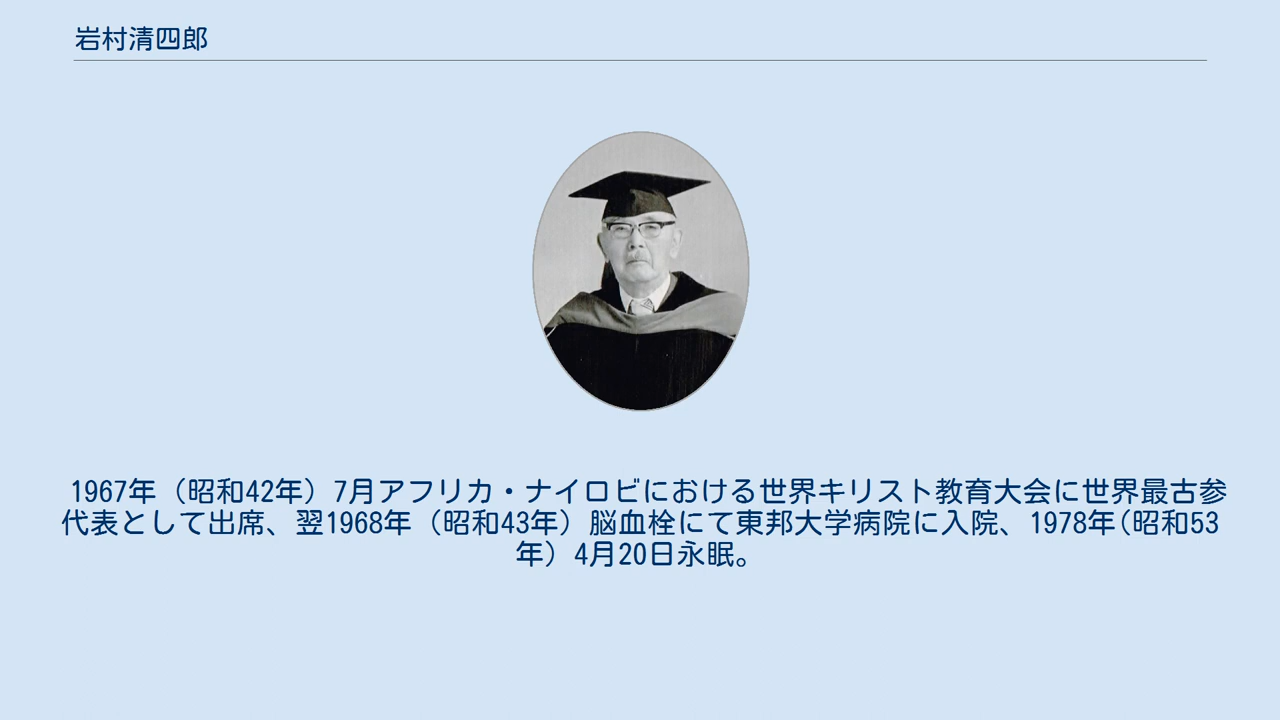 岩村清四郎
1967年（昭和42年）7月アフリカ・ナイロビにおける世界キリスト教育大会に世界最古参
代表として出席、翌1968年（昭和43年）脳血栓にて東邦大学病院に入院、1978年(昭和53
年）4月20日永眠。